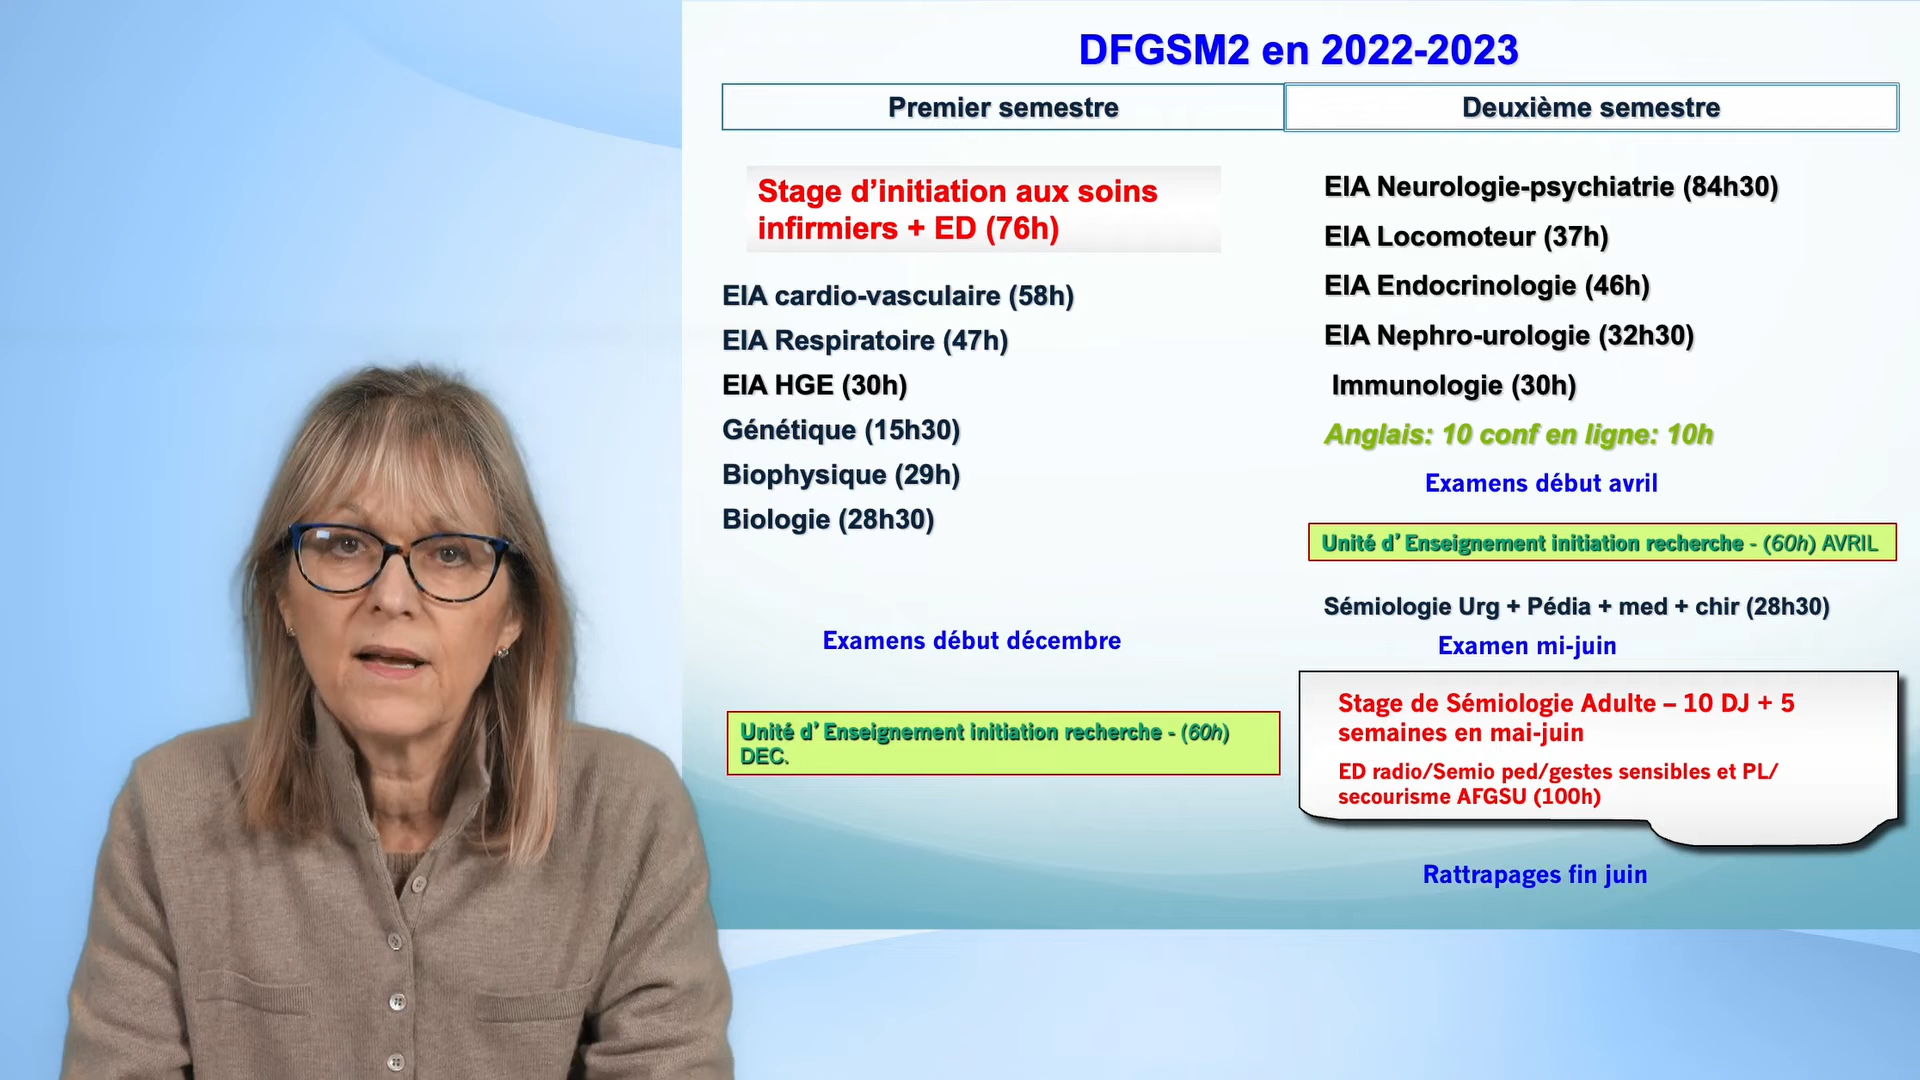 DFGSM2 en 2022-2023
Premier semestre
Deuxième semestre
Stage d’initiation aux soins
infirmiers + ED (76h)
EIA cardio-vasculaire (58h)
EIA Respiratoire (47h)
EIA HGE (30h)
Génétique (15h30)
Biophysique (29h)
Biologie (28h30)
Examens début décembre
Unité d’ Enseignement initiation recherche - (60h)
DEC.
EIA Neurologie-psychiatrie (84h30)
EIA Locomoteur (37h)
EIA Endocrinologie (46h)
EIA Nephro-urologie (32h30)
Immunologie (30h)
Anglais: 10 conf en ligne: 10h
Examens début avril
Unité d’ Enseignement initiation recherche - (60h) AVRIL
Sémiologie Urg + Pédia + med + chir (28h30)
Examen mi-juin
Stage de Sémiologie Adulte – 10 DJ + 5
semaines en mai-juin
ED radio/Semio ped/gestes sensibles et PL/
secourisme AFGSU (100h)
Rattrapages fin juin